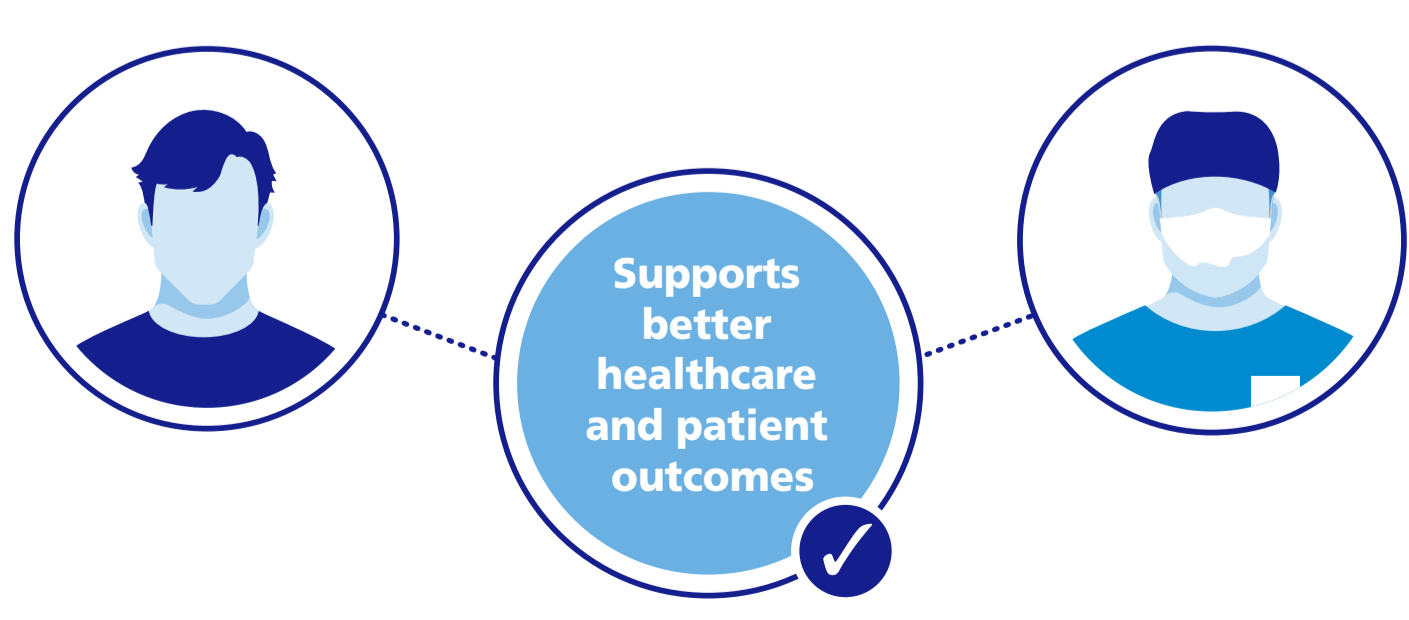 Supports
better
healthcare
and patient
outcomes